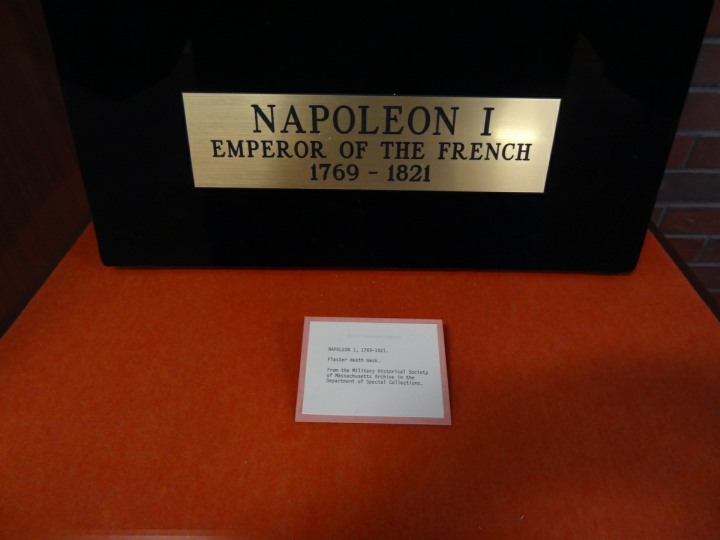 NAPOLEON I
EMPEROR OF THE FRENCH
1769 - 1821
NAPOLEON I, 1769-1821.
Plaster death mask.
From the Military Historical Society
of Massachusetts Archive in the
Department of Special Collections.